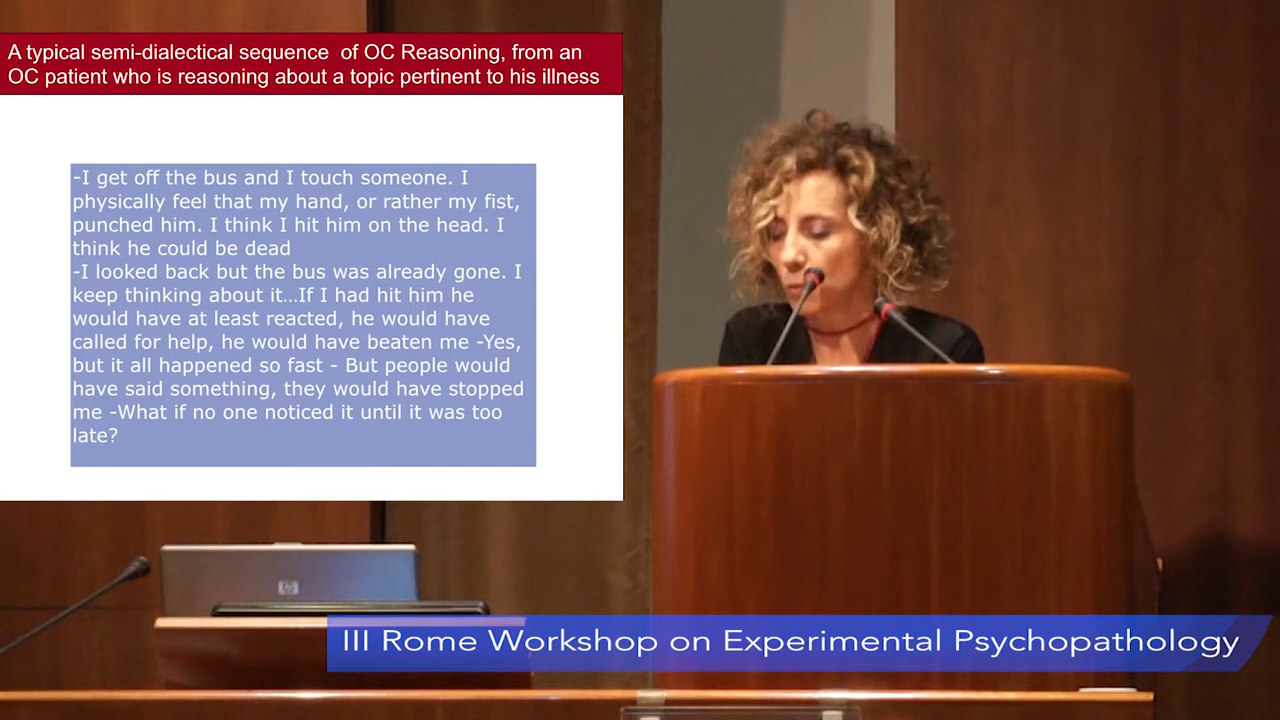 A typical semi-dialectical sequence of OC Reasoning, from an
OC patient who is reasoning about a topic pertinent to his illness
-I get off the bus and I touch someone. I
physically feel that my hand, or rather my fist,
punched him. I think I hit him on the head. I
think he could be dead
-I looked back but the bus was already gone. I
keep thinking about it...If I had hit him he
would have at least reacted, he would have
called for help, he would have beaten me -Yes,
but it all happened so fast - But people would
have said something, they would have stopped
me -What if no one noticed it until it was too
late?
hp
III Rome Workshop on Experimental Psychopathology